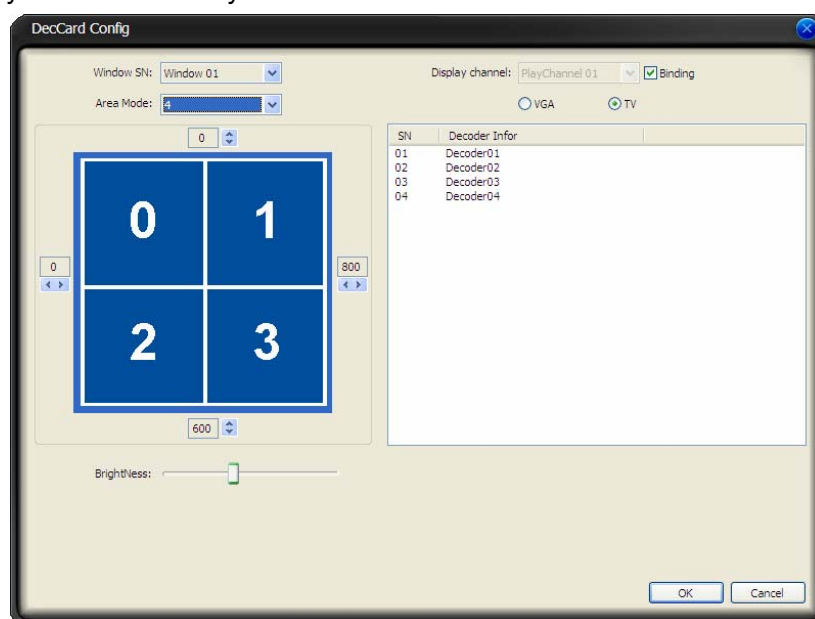 DecCard Config
Window SN: Window 01
Display channel: PlayChannel 01 Binding
Area Mode: 4
VGA TV
0
0 1
0
800
2 3
600
SN Decoder Infor
01 Decoder01
02 Decoder02
03 Decoder03
04 Decoder04
BrightNess:
OK Cancel